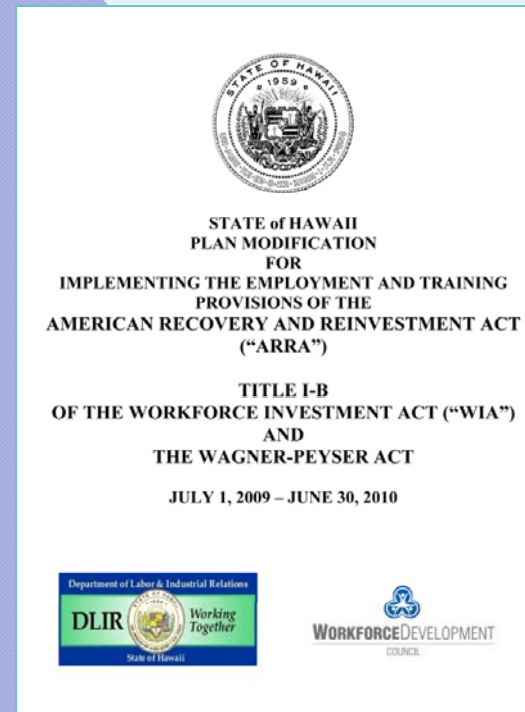 STATE OF HAWAII
1959
STATE of HAWAII
PLAN MODIFICATION
FOR
IMPLEMENTING THE EMPLOYMENT AND TRAINING
PROVISIONS OF THE
AMERICAN RECOVERY AND REINVESTMENT ACT
("ARRA")
TITLE I-B
OF THE WORKFORCE INVESTMENT ACT ("WIA")
AND
THE WAGNER-PEYSER ACT
JULY 1, 2009 – JUNE 30, 2010
Department of Labor & Industrial Relations
DLIR
Working
Together
State of Hawaii
WORKFORCEDEVELOPMENT
COUNCIL